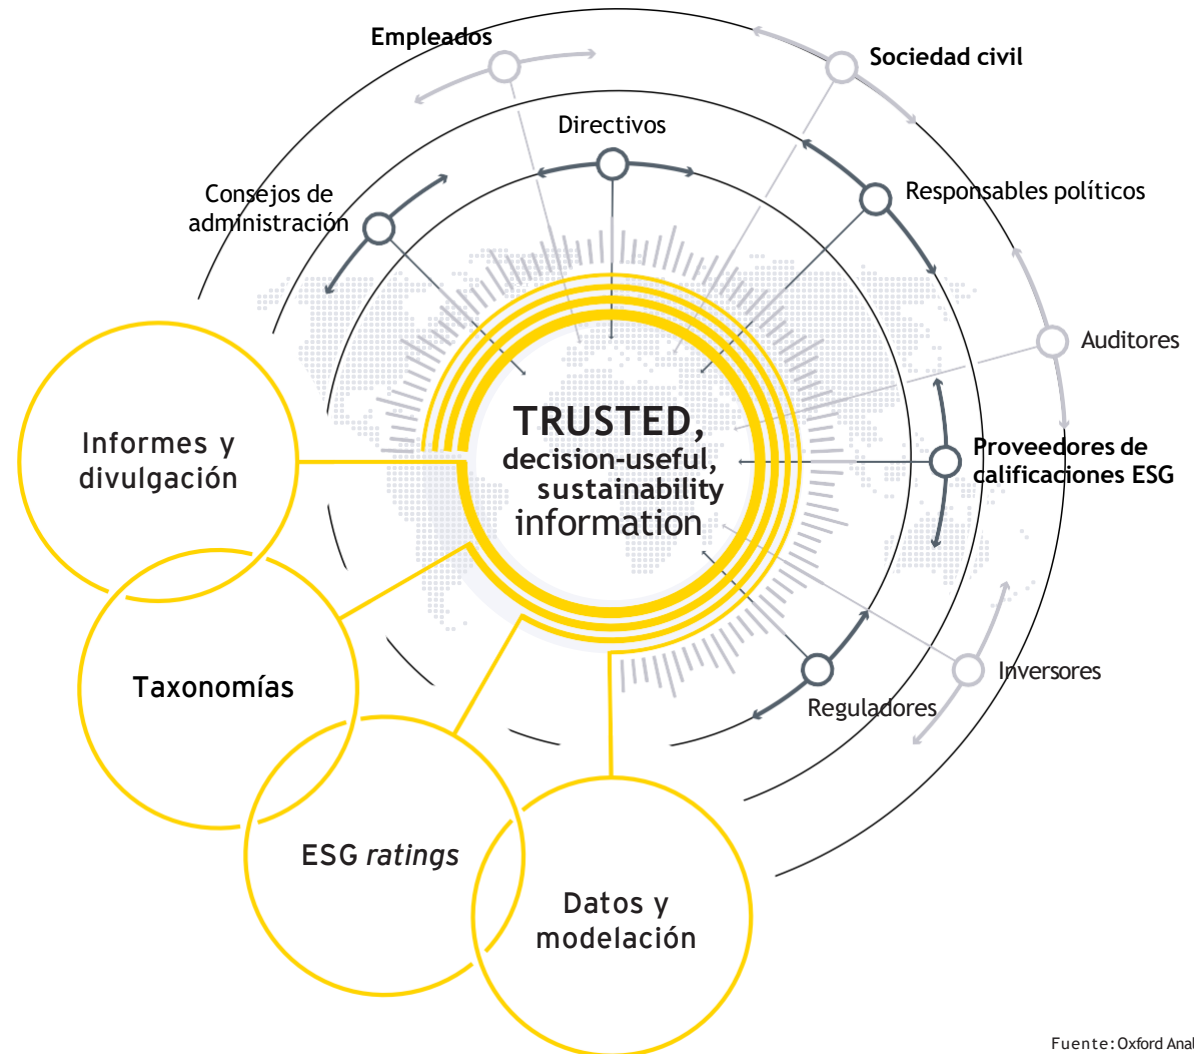 Empleados
Sociedad civil
Directivos
Consejos de
administración
Responsables políticos
Auditores
TRUSTED,
decision-useful,
sustainability
information
Informes y
divulgación
Proveedores de
calificaciones ESG
Taxonomías
Inversores
Reguladores
ESG ratings
Datos y
modelación
Fuente: Oxford Anal